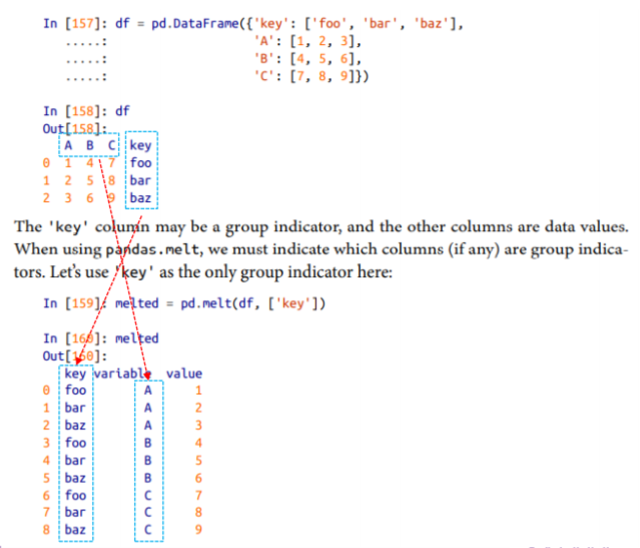 In [157]: df = pd.DataFrame({'key': ['foo', 'bar', 'baz'],
.....: 'A': [1, 2, 3],
.....: 'B': [4, 5, 6],
.....: 'C': [7, 8, 9]})
In [158]: df
Out[158]:
A B C key
0 1 4 7 foo
1 2 5 8 bar
2 3 6 9 baz
The 'key' column may be a group indicator, and the other columns are data values.
When using pandas.melt, we must indicate which columns (if any) are group indica-
tors. Let's use 'key' as the only group indicator here:
In [159]: melted = pd.melt(df, ['key'])
In [160]: melted
Out[160]:
key variable value
0 foo A 1
1 bar A 2
2 baz A 3
3 foo B 4
4 bar B 5
5 baz B 6
6 foo C 7
7 bar C 8
8 baz C 9